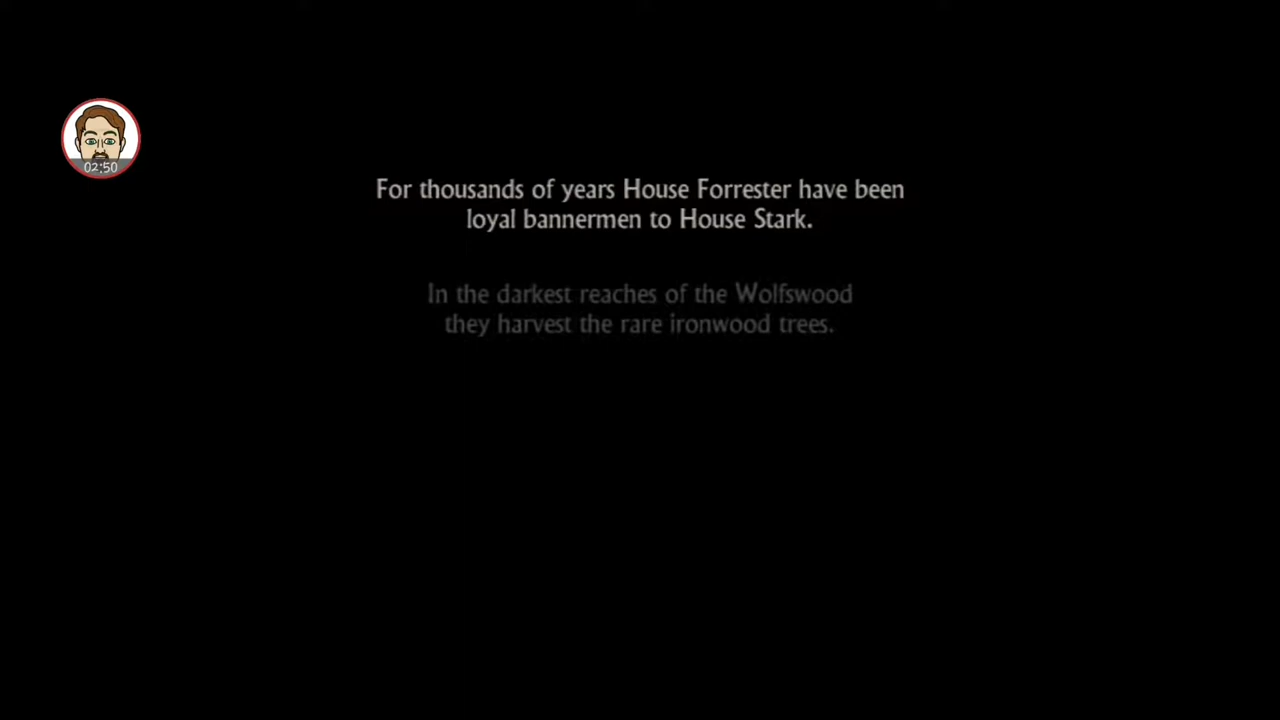 02:50
For thousands of years House Forrester have been
loyal bannermen to House Stark.
In the darkest reaches of the Wolfswood
they harvest the rare ironwood trees.